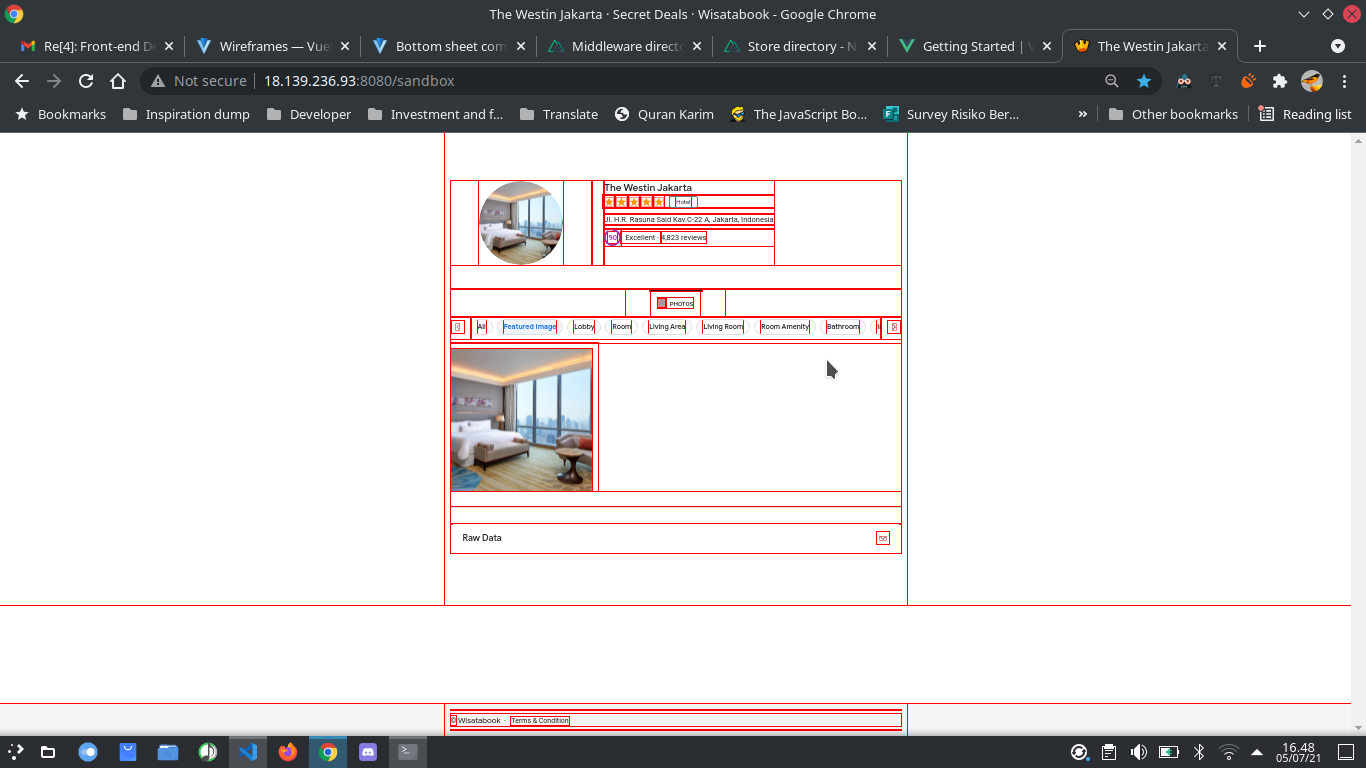 The Westin Jakarta · Secret Deals · Wisatabook - Google Chrome
Re[4]: Front-end D
Wireframes — Vue
Bottom sheet com
Middleware directo
Store directory - N
Getting Started | V
The Westin Jakarta
Not secure 18.139.236.93:8080/sandbox
Bookmarks Inspiration dump Developer Investment and f... Translate Quran Karim The JavaScript Bo... Survey Risiko Ber... » Other bookmarks Reading list
The Westin Jakarta
Hotel
Jl. H.R. Rasuna Said Kav.C-22 A, Jakarta, Indonesia
90 Excellent 4,823 reviews
PHOTOS
All Featured Image Lobby Room Living Area Living Room Room Amenity Bathroom
Raw Data
© Wisatabook - Terms & Condition
16.48
05/07/21